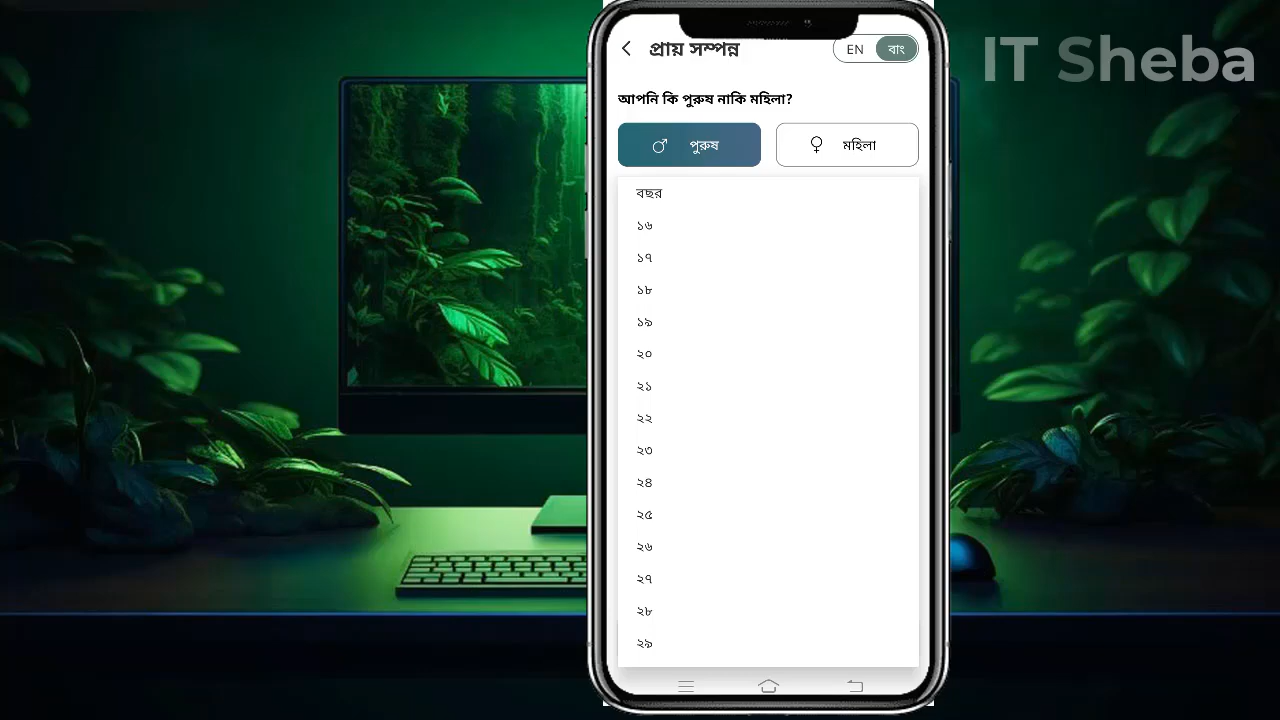 IT Sheba
প্রায় সম্পন্ন
EN বাং
আপনি কি পুরুষ নাকি মহিলা?
পুরুষ মহিলা
বছর
১৬
১৭
১৮
১৯
২০
২১
২২
২৩
২৪
২৫
২৬
২৭
২৮
২৯